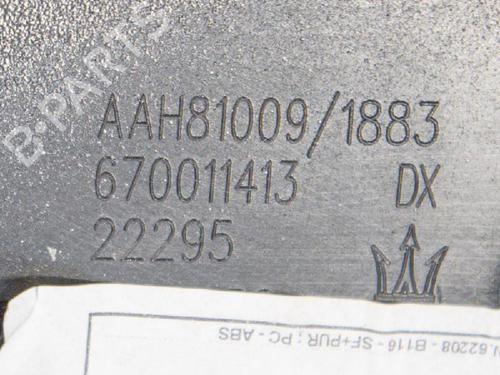 B-PARTS
AAH81009/1883
670011413 DX
22295
62208 - B116 - SF+PUR ; PC - ABS